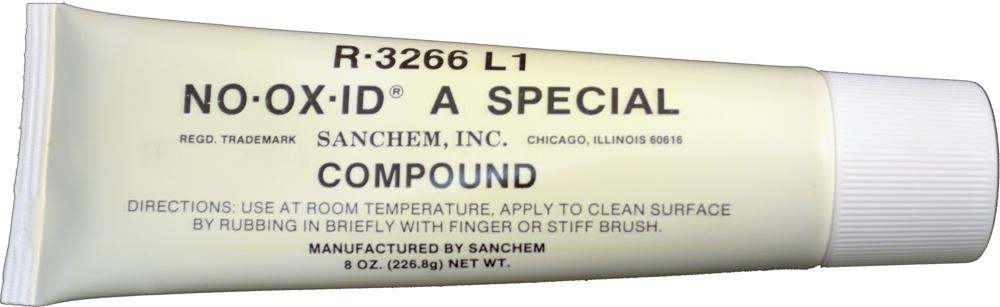 R-3266 L1
NO·OX·ID® A SPECIAL
REGD. TRADEMARK SANCHEM, INC. CHICAGO, ILLINOIS 60616
COMPOUND
DIRECTIONS: USE AT ROOM TEMPERATURE, APPLY TO CLEAN SURFACE
BY RUBBING IN BRIEFLY WITH FINGER OR STIFF BRUSH.
MANUFACTURED BY SANCHEM
8 OZ. (226.8g) NET WT.